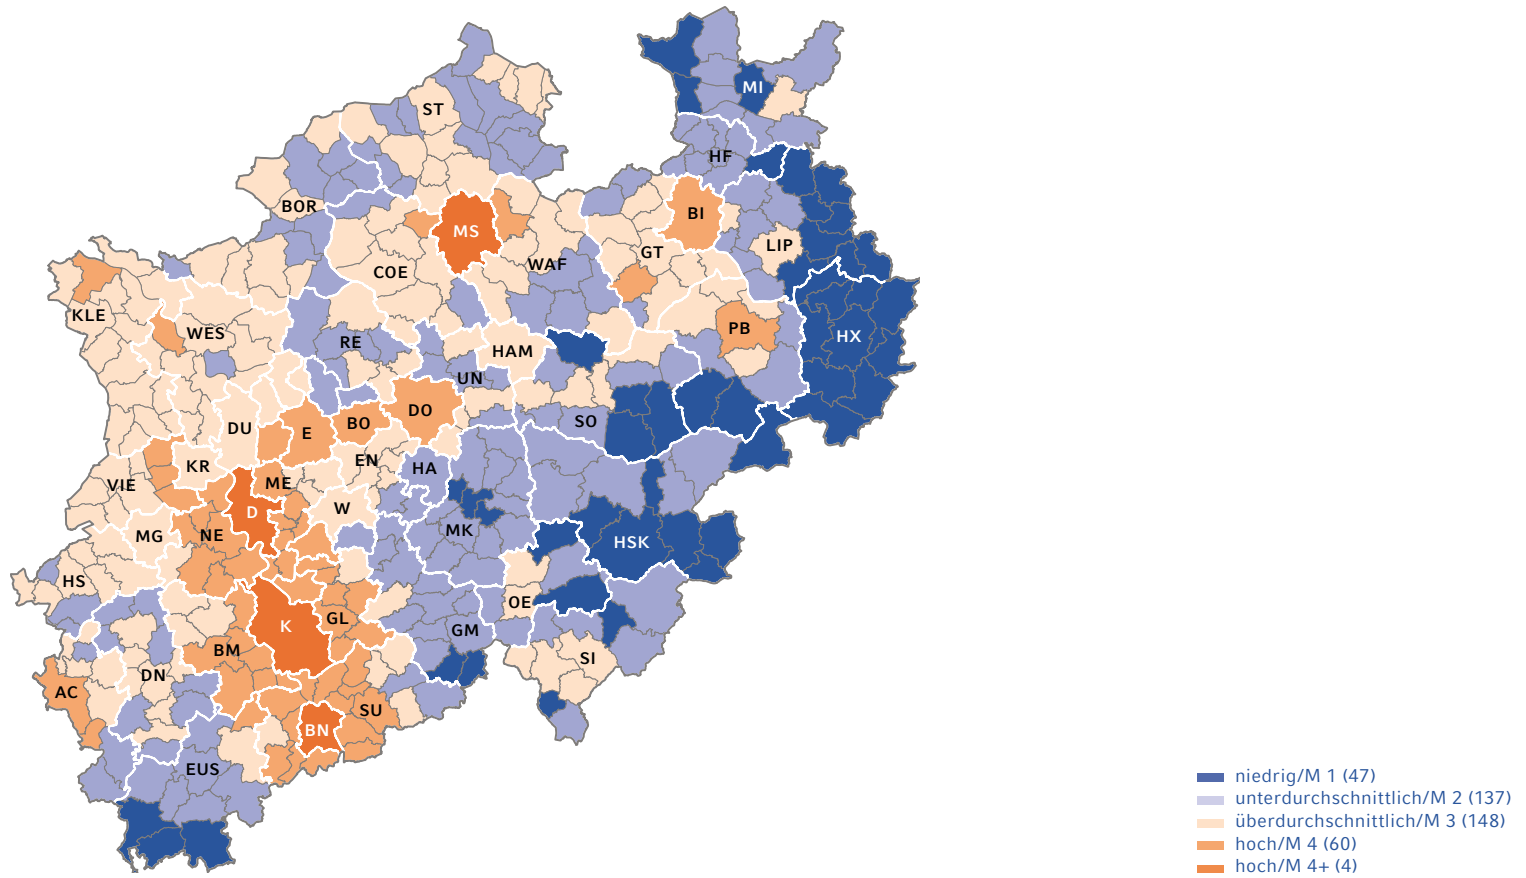 MI
ST
HF
BOR
BI
MS
LIP
GT
WAF
COE
KLE
PB
WES
HX
RE
HAM
UN
DO
SO
BO
DU
E
EN
HA
KR
ME
VIE
W
D
MK
NE
MG
HSK
HS
OE
GL
K
GM
BM
SI
DN
AC
SU
BN
EUS
niedrig/M 1 (47)
unterdurchschnittlich/M 2 (137)
überdurchschnittlich/M 3 (148)
hoch/M 4 (60)
hoch/M 4+ (4)